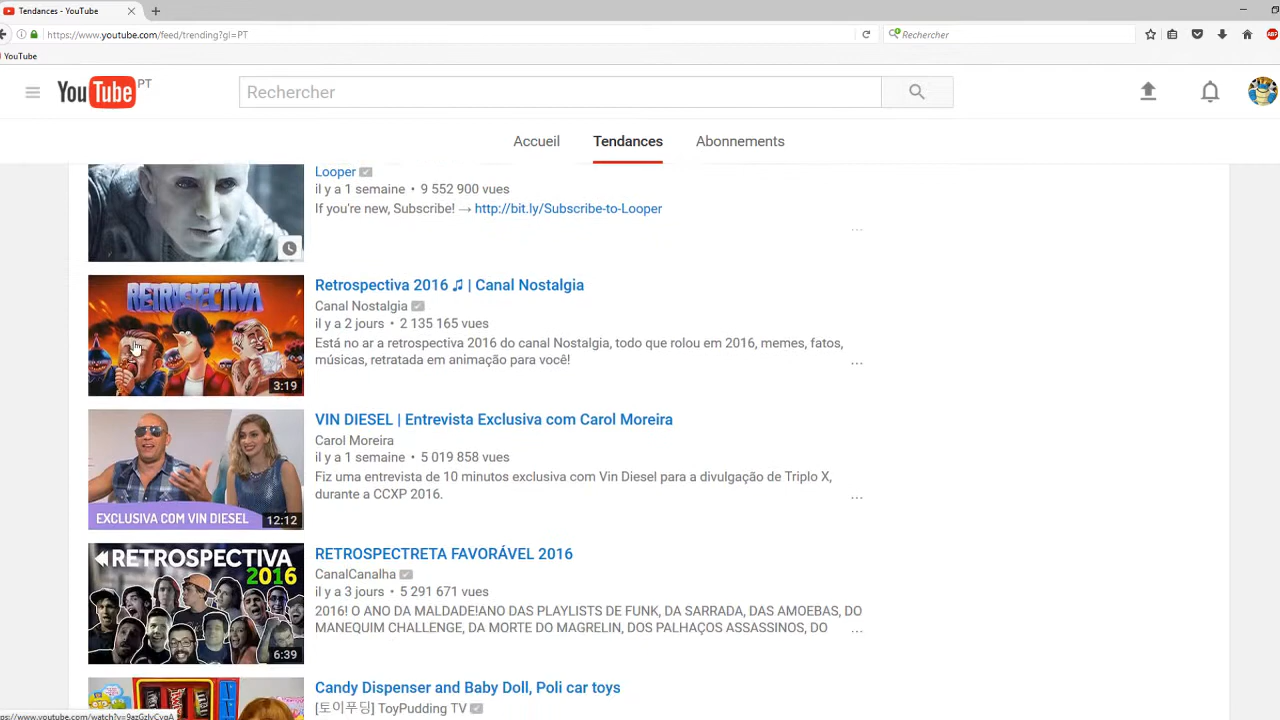 Tendances - YouTube
https://www.youtube.com/feed/trending?gl=PT
Rechercher
YouTube
YouTube PT
Rechercher
Accueil
Tendances
Abonnements
Looper
il y a 1 semaine • 9 552 900 vues
If you're new, Subscribe! → http://bit.ly/Subscribe-to-Looper
...
RETROSPECTIVA
3:19
Retrospectiva 2016 ♫ | Canal Nostalgia
Canal Nostalgia
il y a 2 jours • 2 135 165 vues
Está no ar a retrospectiva 2016 do canal Nostalgia, todo que rolou em 2016, memes, fatos,
músicas, retratada em animação para você!
...
EXCLUSIVA COM VIN DIESEL
12:12
VIN DIESEL | Entrevista Exclusiva com Carol Moreira
Carol Moreira
il y a 1 semaine • 5 019 858 vues
Fiz uma entrevista de 10 minutos exclusiva com Vin Diesel para a divulgação de Triplo X,
durante a CCXP 2016.
...
RETROSPECTIVA
2016
6:39
RETROSPECTRETA FAVORÁVEL 2016
CanalCanalha
il y a 3 jours • 5 291 671 vues
2016! O ANO DA MALDADE!ANO DAS PLAYLISTS DE FUNK, DA SARRADA, DAS AMOEBAS, DO
MANEQUIM CHALLENGE, DA MORTE DO MAGRELIN, DOS PALHAÇOS ASSASSINOS, DO
...
Candy Dispenser and Baby Doll, Poli car toys
[토이푸딩] ToyPudding TV